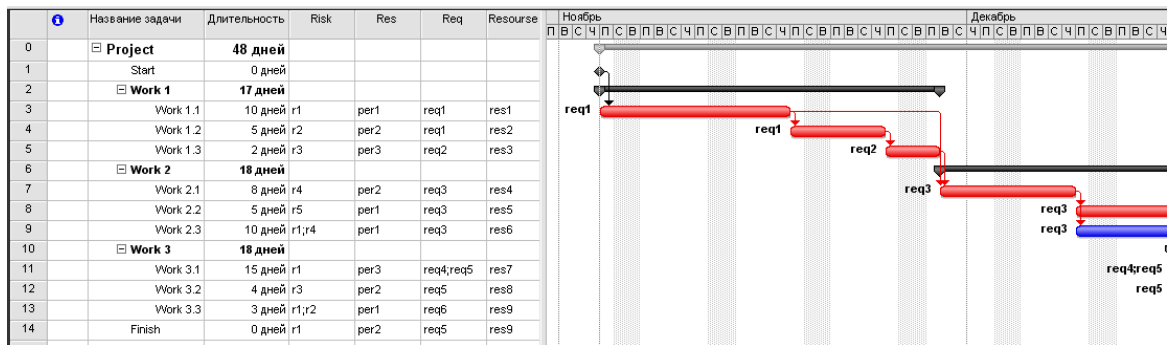 Название задачи Длительность Risk Res Req Resourse Ноябрь Декабрь
П В С Ч П С В П В С Ч П С В П В С Ч П С В П В С Ч П С В П В С Ч П С В П В С Ч П С В П В С Ч
0 Project 48 дней
1 Start 0 дней
2 Work 1 17 дней
3 Work 1.1 10 дней r1 per1 req1 res1 req1
4 Work 1.2 5 дней r2 per2 req1 res2 req1
5 Work 1.3 2 дней r3 per3 req2 res3 req2
6 Work 2 18 дней
7 Work 2.1 8 дней r4 per2 req3 res4 req3
8 Work 2.2 5 дней r5 per1 req3 res5 req3
9 Work 2.3 10 дней r1;r4 per1 req3 res6 req3
10 Work 3 18 дней
11 Work 3.1 15 дней r1 per3 req4;req5 res7 req4;req5
12 Work 3.2 4 дней r3 per2 req5 res8 req5
13 Work 3.3 3 дней r1;r2 per1 req6 res9
14 Finish 0 дней r1 per2 req5 res9